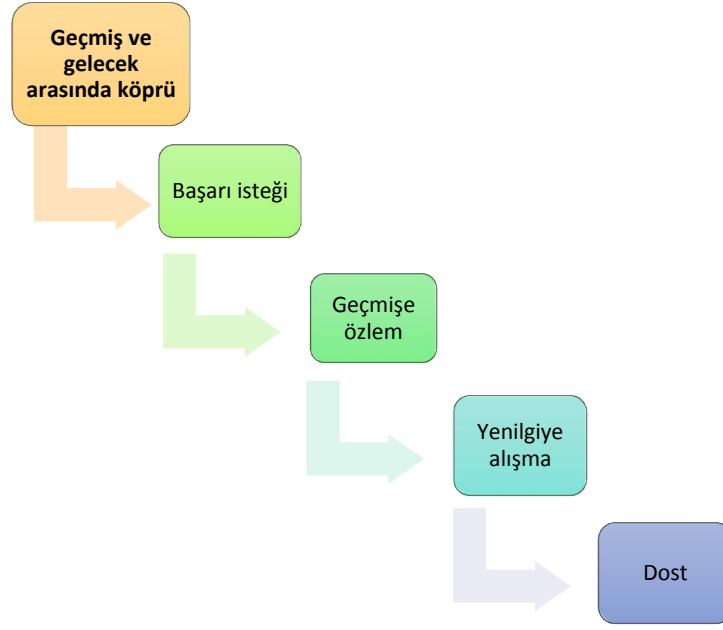 Geçmiş ve
gelecek
arasında köprü
Başarı isteği
Geçmişe
özlem
Yenilgiye
alışma
Dost